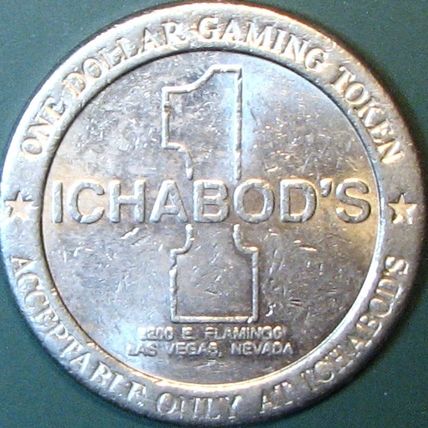 ONE DOLLAR GAMING TOKEN
1
ICHABOD'S
E. FLAMINGO
LAS VEGAS, NEVADA
ACCEPTABLE ONLY AT ICHABOD'S